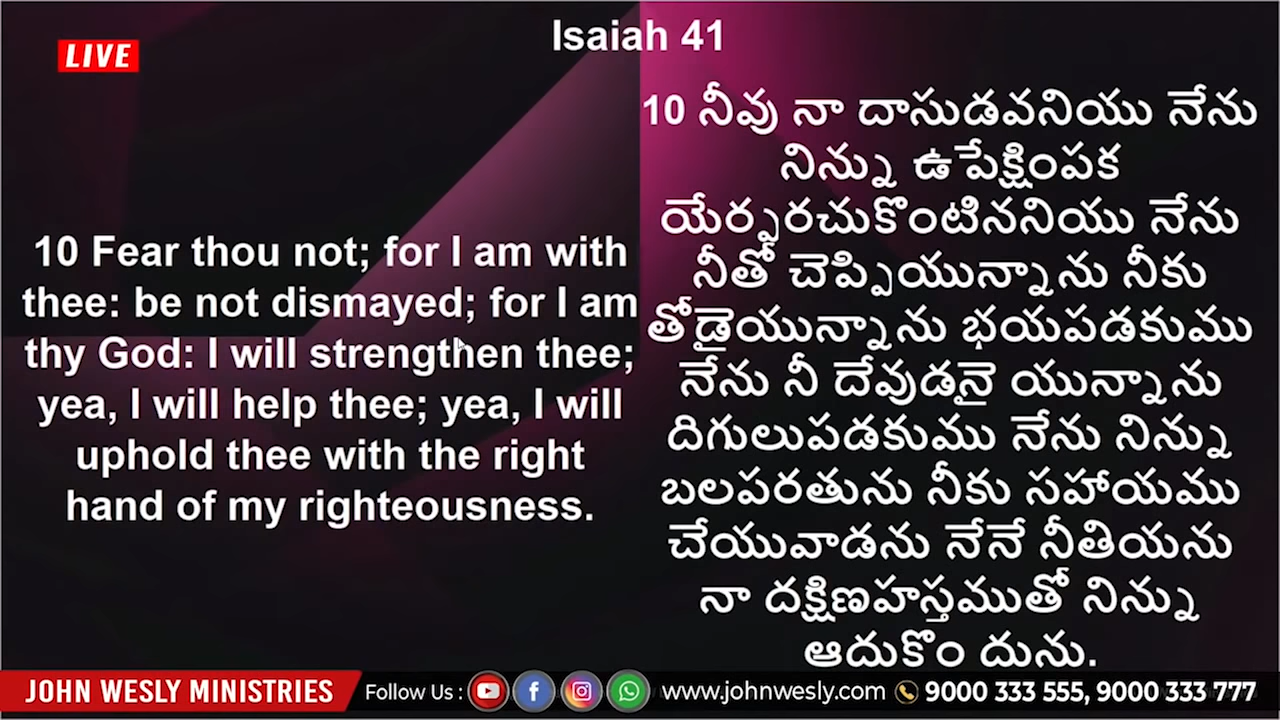 Isaiah 41
LIVE
10 Fear thou not; for I am with
thee: be not dismayed; for I am
thy God: I will strengthen thee;
yea, I will help thee; yea, I will
uphold thee with the right
hand of my righteousness.
10 నీవు నా దాసుడవనియు నేను
నిన్ను ఉపేక్షింపక
యేర్పరచుకొంటిననియు నేను
నీతో చెప్పియున్నాను నీకు
తోడైయున్నాను భయపడకుము
నేను నీ దేవుడనై యున్నాను
దిగులుపడకుము నేను నిన్ను
బలపరతును నీకు సహాయము
చేయువాడను నేనే నీతియను
నా దక్షిణహస్తముతో నిన్ను
ఆదుకొం దును.
JOHN WESLY MINISTRIES Follow Us : www.johnwesly.com 9000 333 555, 9000 333 777